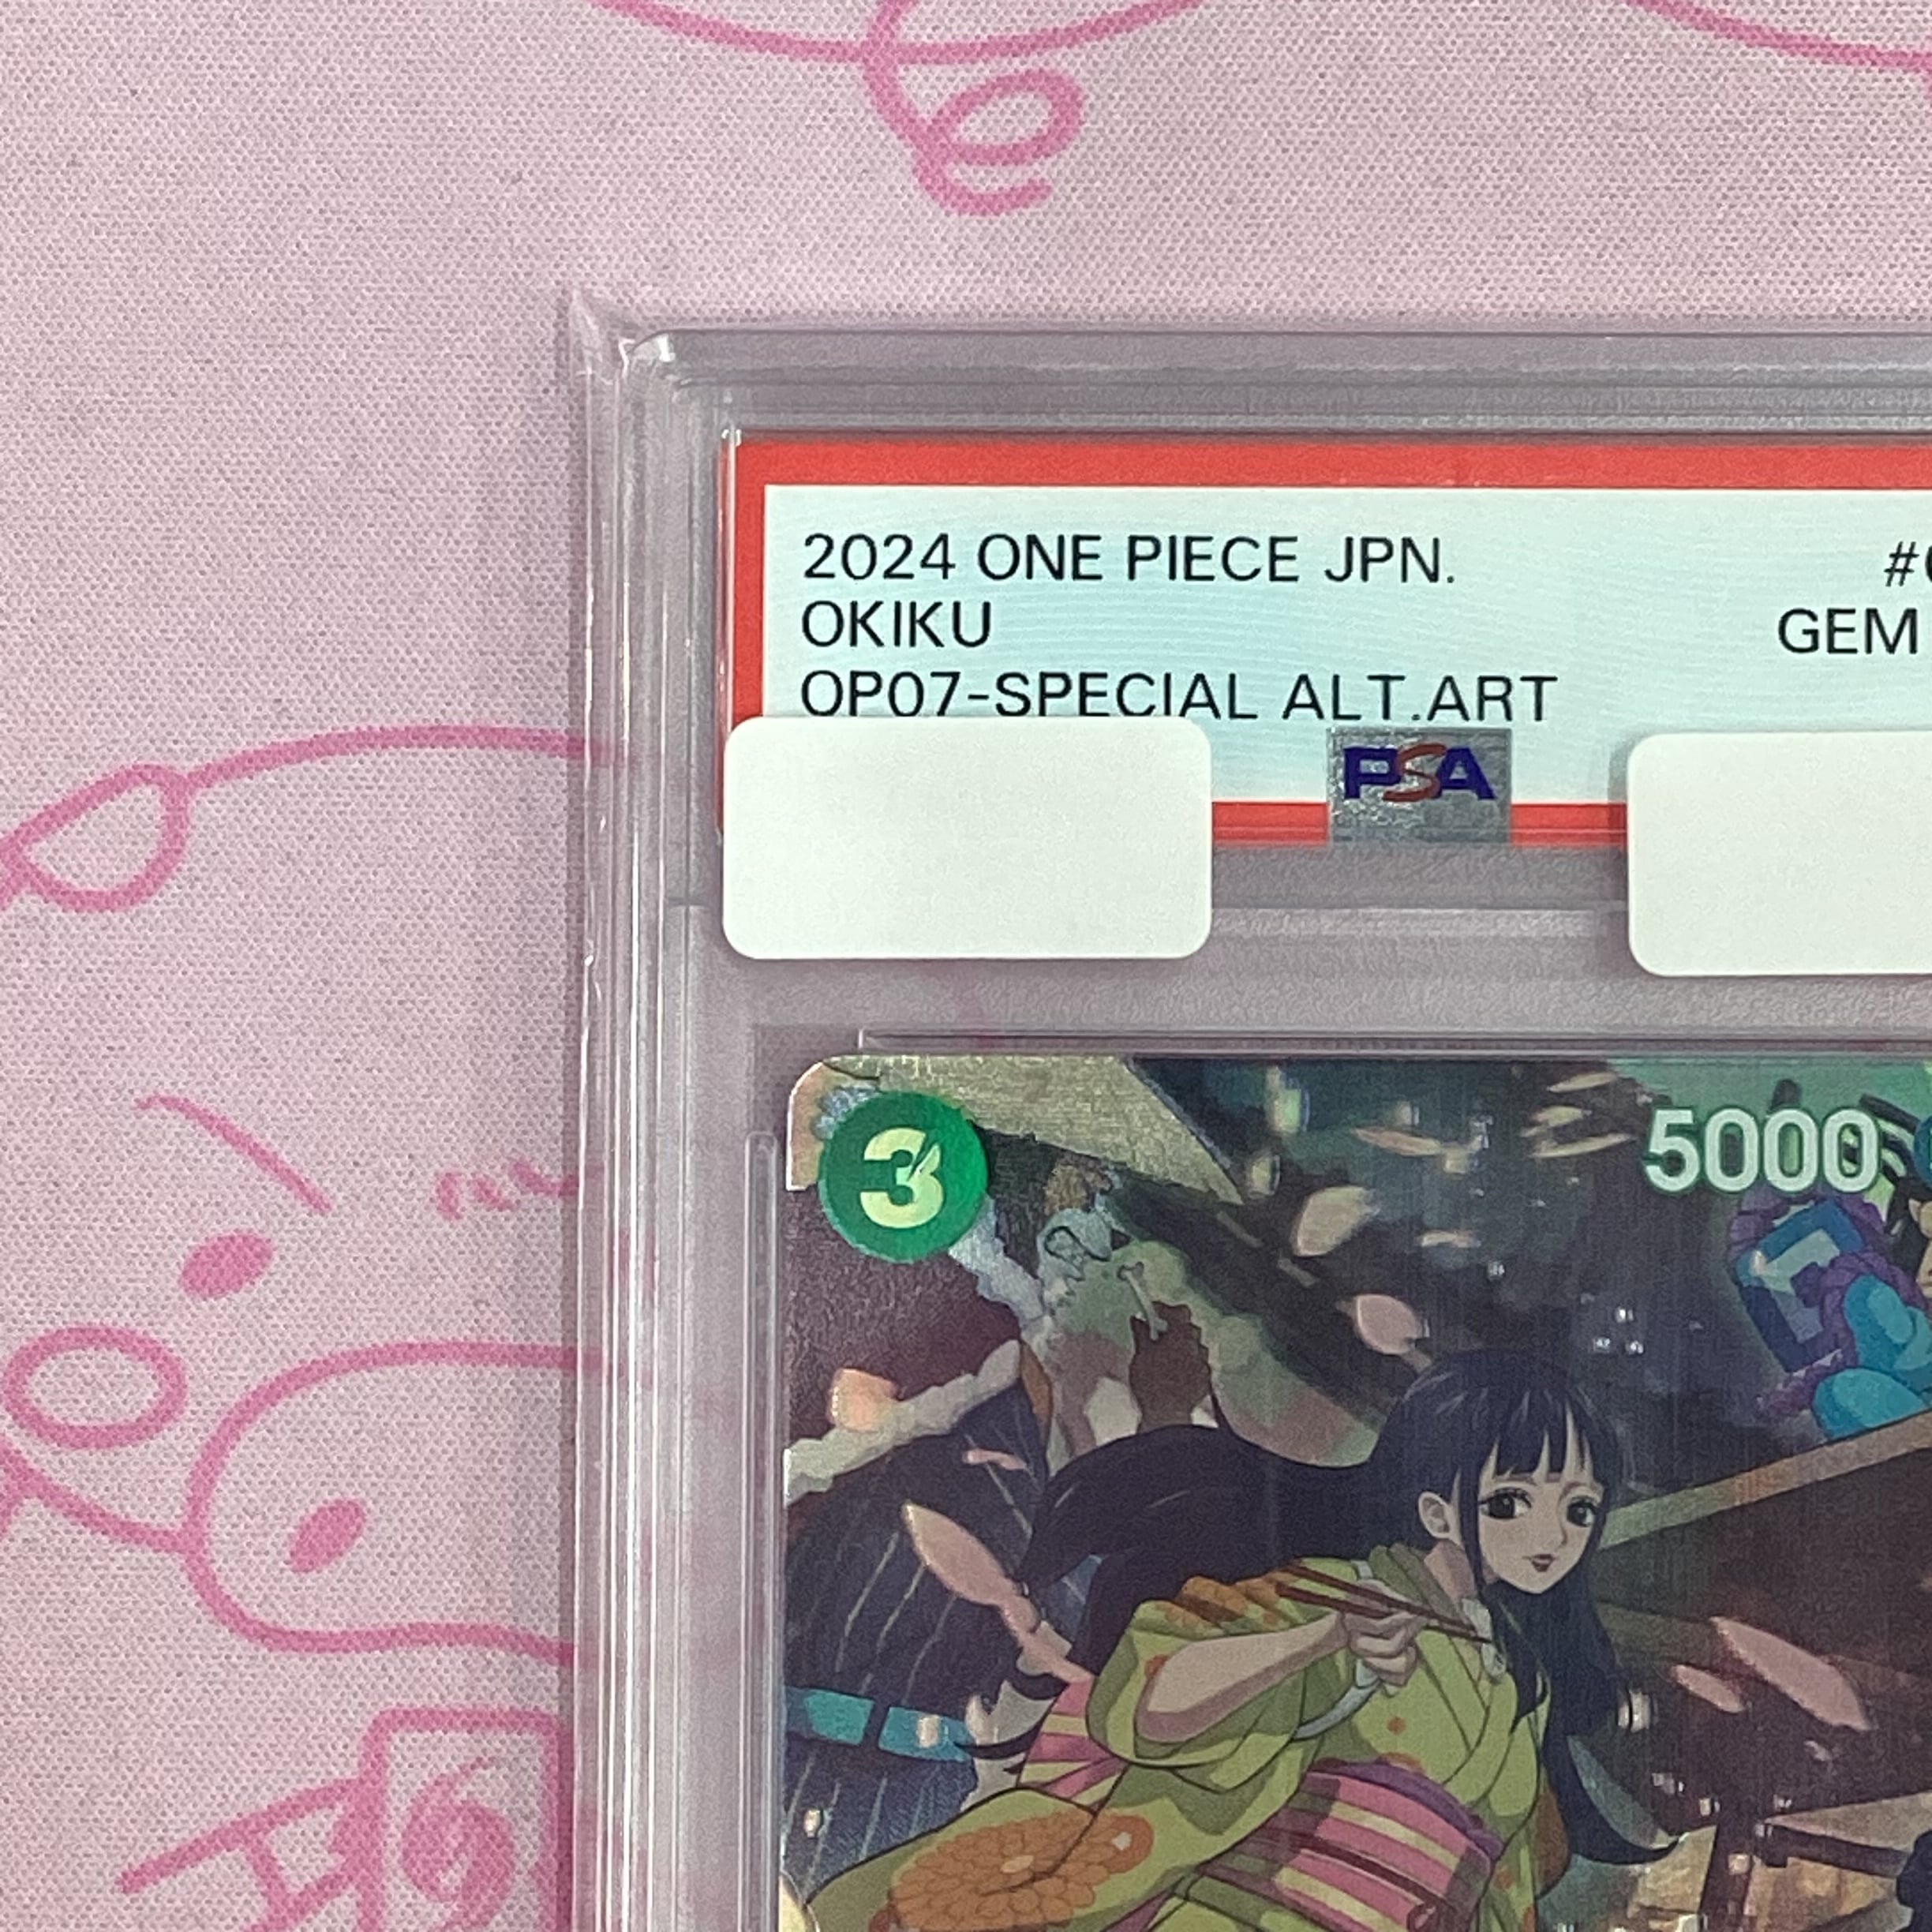 2024 ONE PIECE JPN.
OKIKU
GEM
OP07-SPECIAL ALT.ART
PSA
3
5000